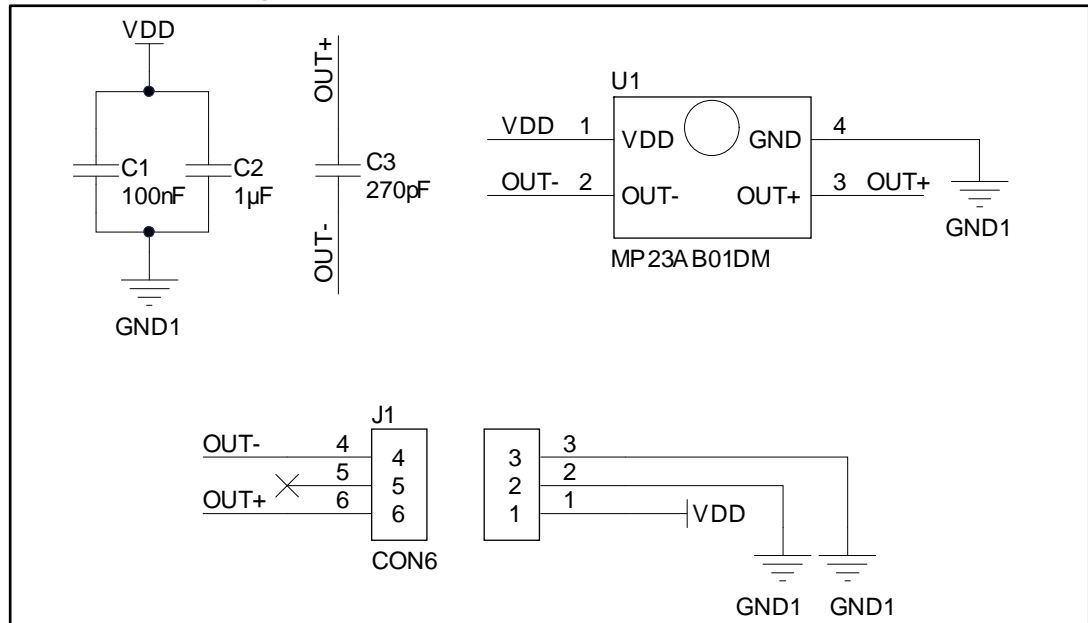 VDD
C1
100nF
C2
1µF
GND1
OUT+
C3
270pF
OUT-
U1
VDD 1 VDD GND 4
OUT- 2 OUT- OUT+ 3 OUT+
MP23AB01DM
GND1
J1
OUT- 4 4
5 5
OUT+ 6 6
CON6
3 3
2 2
1 1 VDD
GND1 GND1